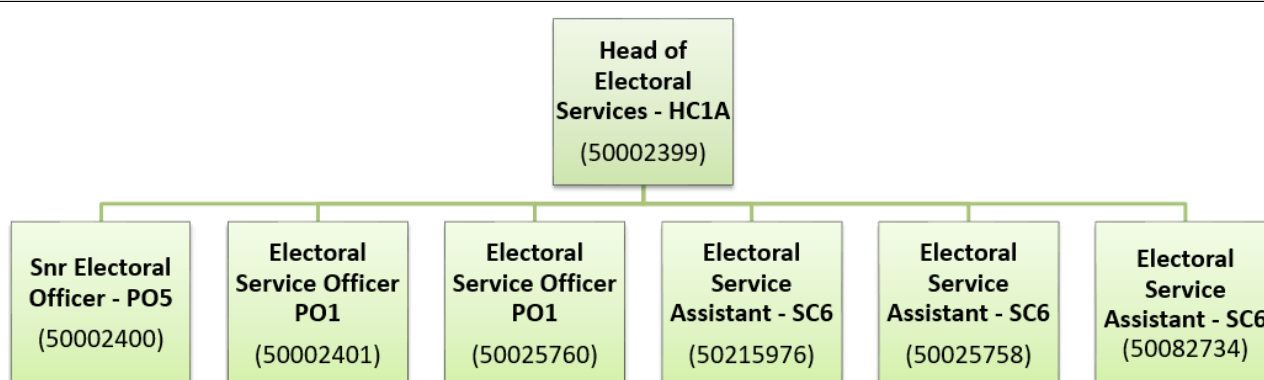 Head of
Electoral
Services - HC1A
(50002399)
Snr Electoral
Officer - PO5
(50002400)
Electoral
Service Officer
PO1
(50002401)
Electoral
Service Officer
PO1
(50025760)
Electoral
Service
Assistant - SC6
(50215976)
Electoral
Service
Assistant - SC6
(50025758)
Electoral
Service
Assistant - SC6
(50082734)